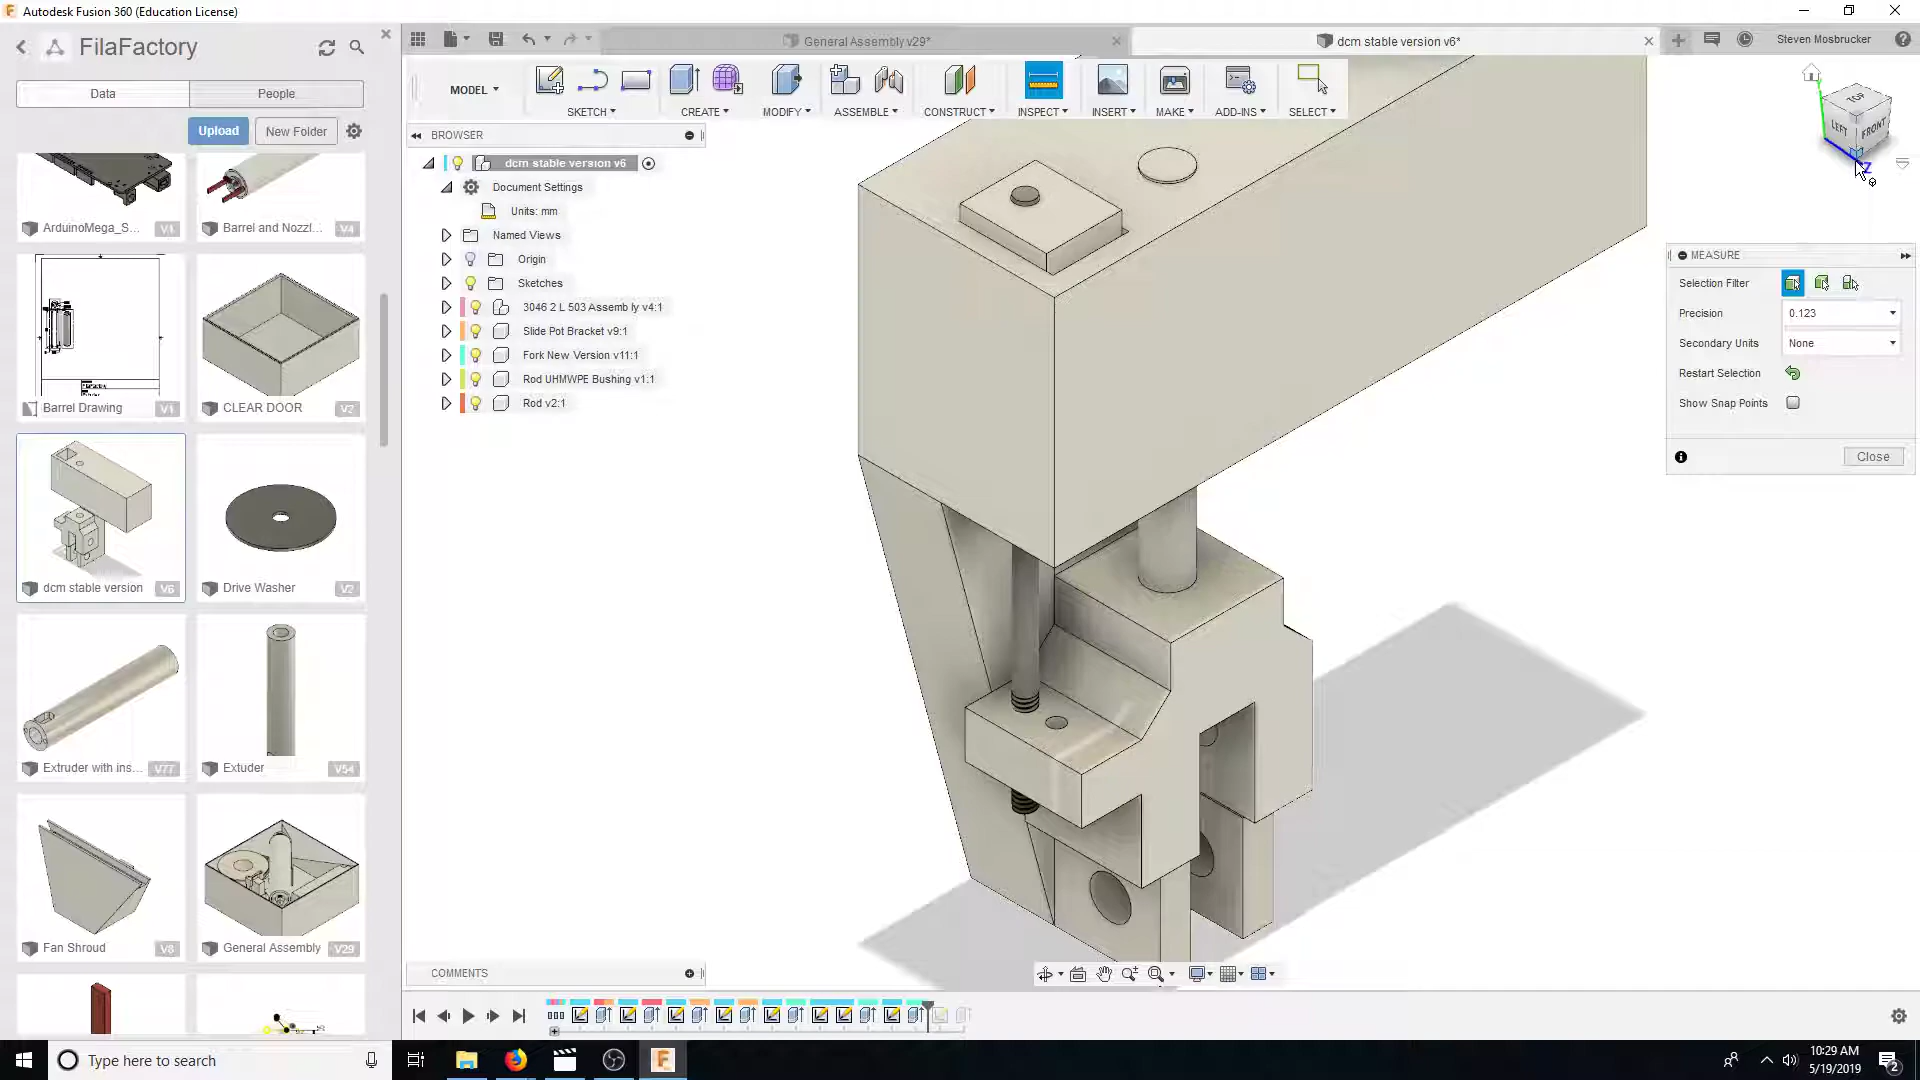 Autodesk Fusion 360 (Education License)
FilaFactory
Data
People
Upload
New Folder
ArduinoMega_S...
V1
Barrel and Nozzl...
V4
Barrel Drawing
V1
CLEAR DOOR
V2
dcm stable version
V6
Drive Washer
V2
Extruder with ins...
V77
Extuder
V54
Fan Shroud
V8
General Assembly
V29
General Assembly v29*
dcm stable version v6*
Steven Mosbrucker
MODEL
SKETCH
CREATE
MODIFY
ASSEMBLE
CONSTRUCT
INSPECT
INSERT
MAKE
ADD-INS
SELECT
BROWSER
dcm stable version v6
Document Settings
Units: mm
Named Views
Origin
Sketches
3046 2 L 503 Assembly v4:1
Slide Pot Bracket v9:1
Fork New Version v11:1
Rod UHMWPE Bushing v1:1
Rod v2:1
TOP
LEFT
FRONT
Z
MEASURE
Selection Filter
Precision
0.123
Secondary Units
None
Restart Selection
Show Snap Points
Close
COMMENTS
Type here to search
10:29 AM
5/19/2019
2